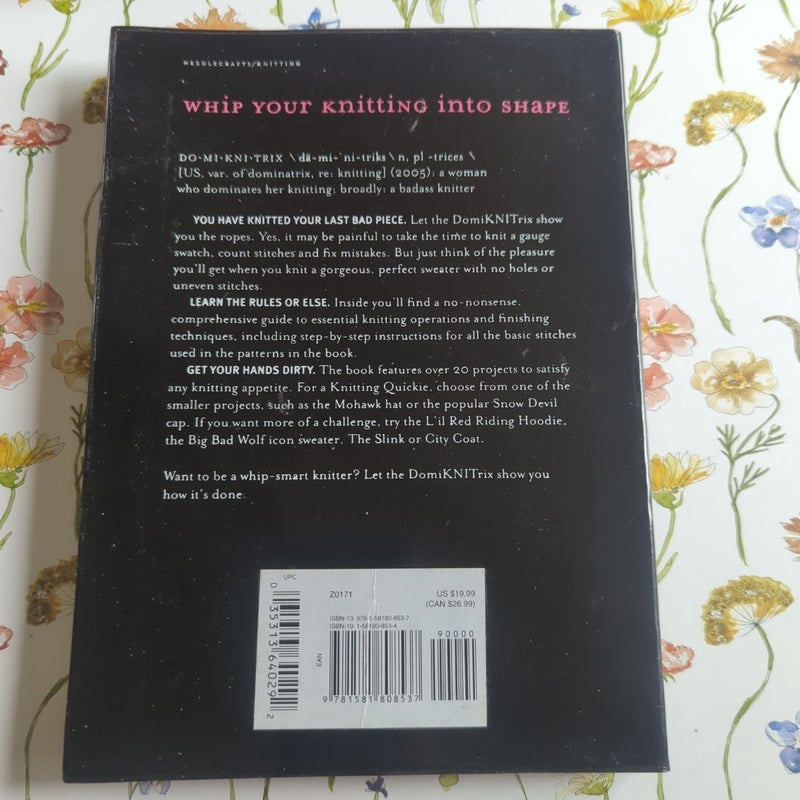 NEEDLECRAFTS/KNITTING
WHIP YOUR KNITTING INTO SHAPE
DO·MI·KNI·TRIX \ dä-mi-ˈni-triks \ n, pl -trices \
[US, var. of dominatrix, re: knitting] (2005): a woman
who dominates her knitting; broadly: a badass knitter
YOU HAVE KNITTED YOUR LAST BAD PIECE. Let the DomiKNITrix show
you the ropes. Yes, it may be painful to take the time to knit a gauge
swatch, count stitches and fix mistakes. But just think of the pleasure
you'll get when you knit a gorgeous, perfect sweater with no holes or
uneven stitches.
LEARN THE RULES OR ELSE. Inside you'll find a no-nonsense,
comprehensive guide to essential knitting operations and finishing
techniques, including step-by-step instructions for all the basic stitches
used in the patterns in the book.
GET YOUR HANDS DIRTY. The book features over 20 projects to satisfy
any knitting appetite. For a Knitting Quickie, choose from one of the
smaller projects, such as the Mohawk hat or the popular Snow Devil
cap. If you want more of a challenge, try the L'il Red Riding Hoodie,
the Big Bad Wolf icon sweater, The Slink or City Coat.
Want to be a whip-smart knitter? Let the DomiKNITrix show you
how it's done.
UPC
0 35313 64029 2
Z0171
US $19.99
(CAN $26.99)
ISBN-13: 978-1-58180-853-7
ISBN-10: 1-58180-853-4
90000
EAN
9 781581 808537